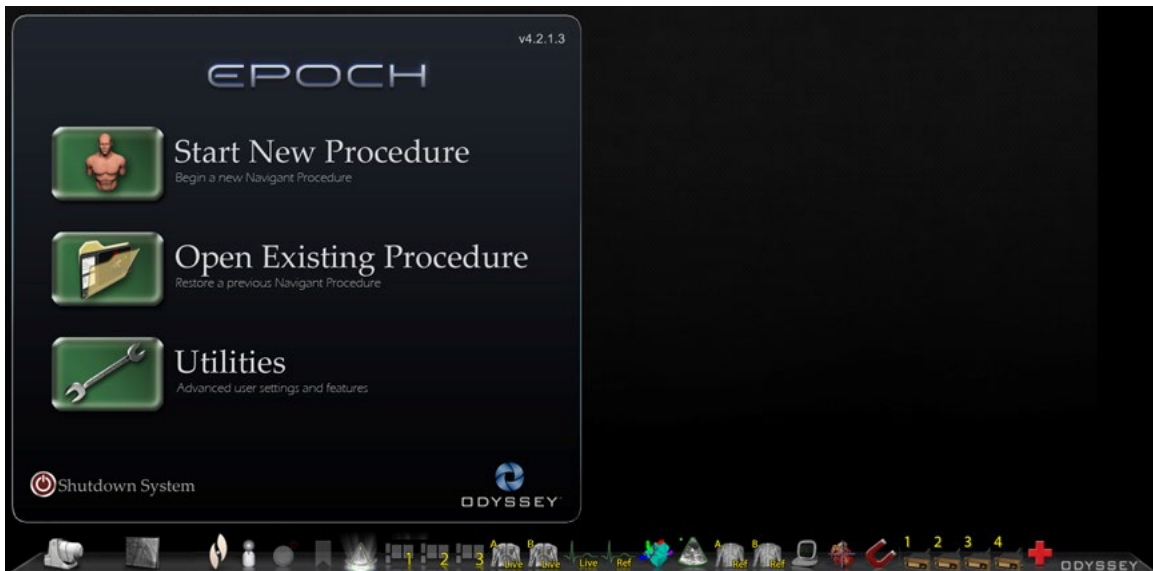 v4.2.1.3
EPOCH
Start New Procedure
Begin a new Navigant Procedure
Open Existing Procedure
Restore a previous Navigant Procedure
Utilities
Advanced user settings and features
Shutdown System
ODYSSEY
1 2 3 A Live B Live Live Ref A Ref B Ref 1 2 3 4 ODYSSEY